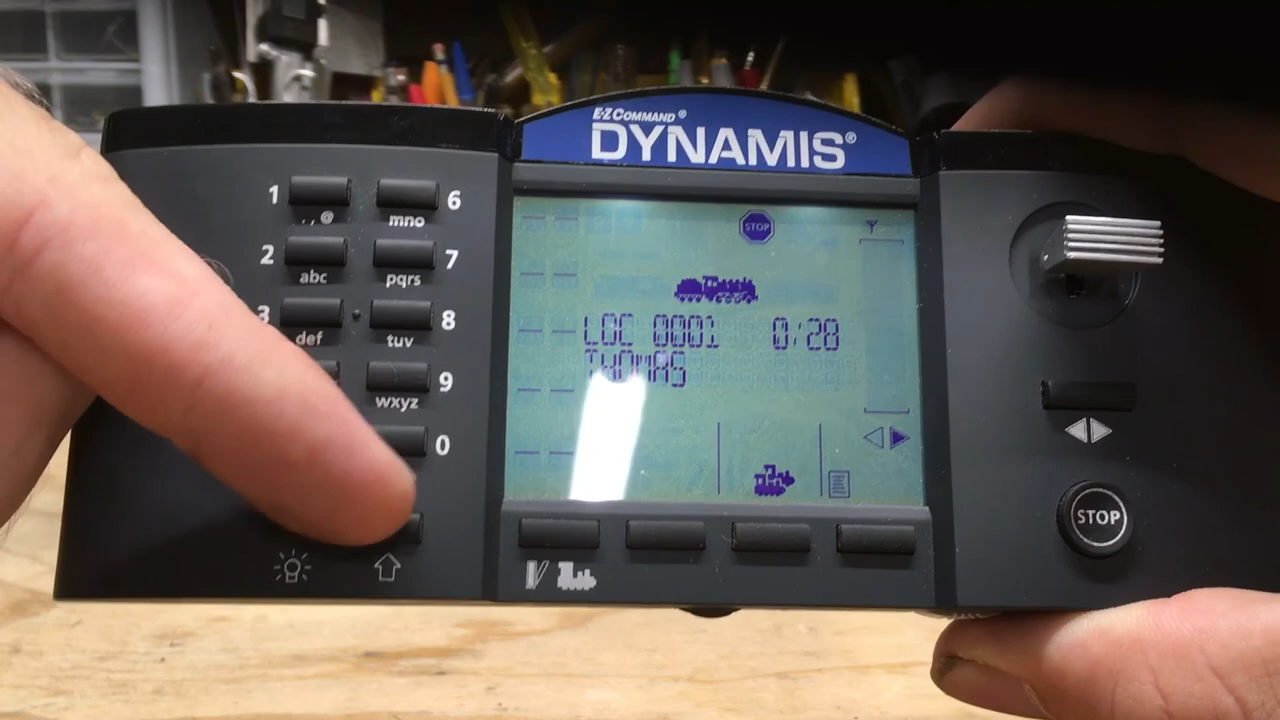 E-Z COMMAND®
DYNAMIS®
1 6
. , @ mno
2 7
abc pqrs
3 8
def tuv
9
wxyz
0
STOP
LOC 0001 0/28
THOMAS
STOP